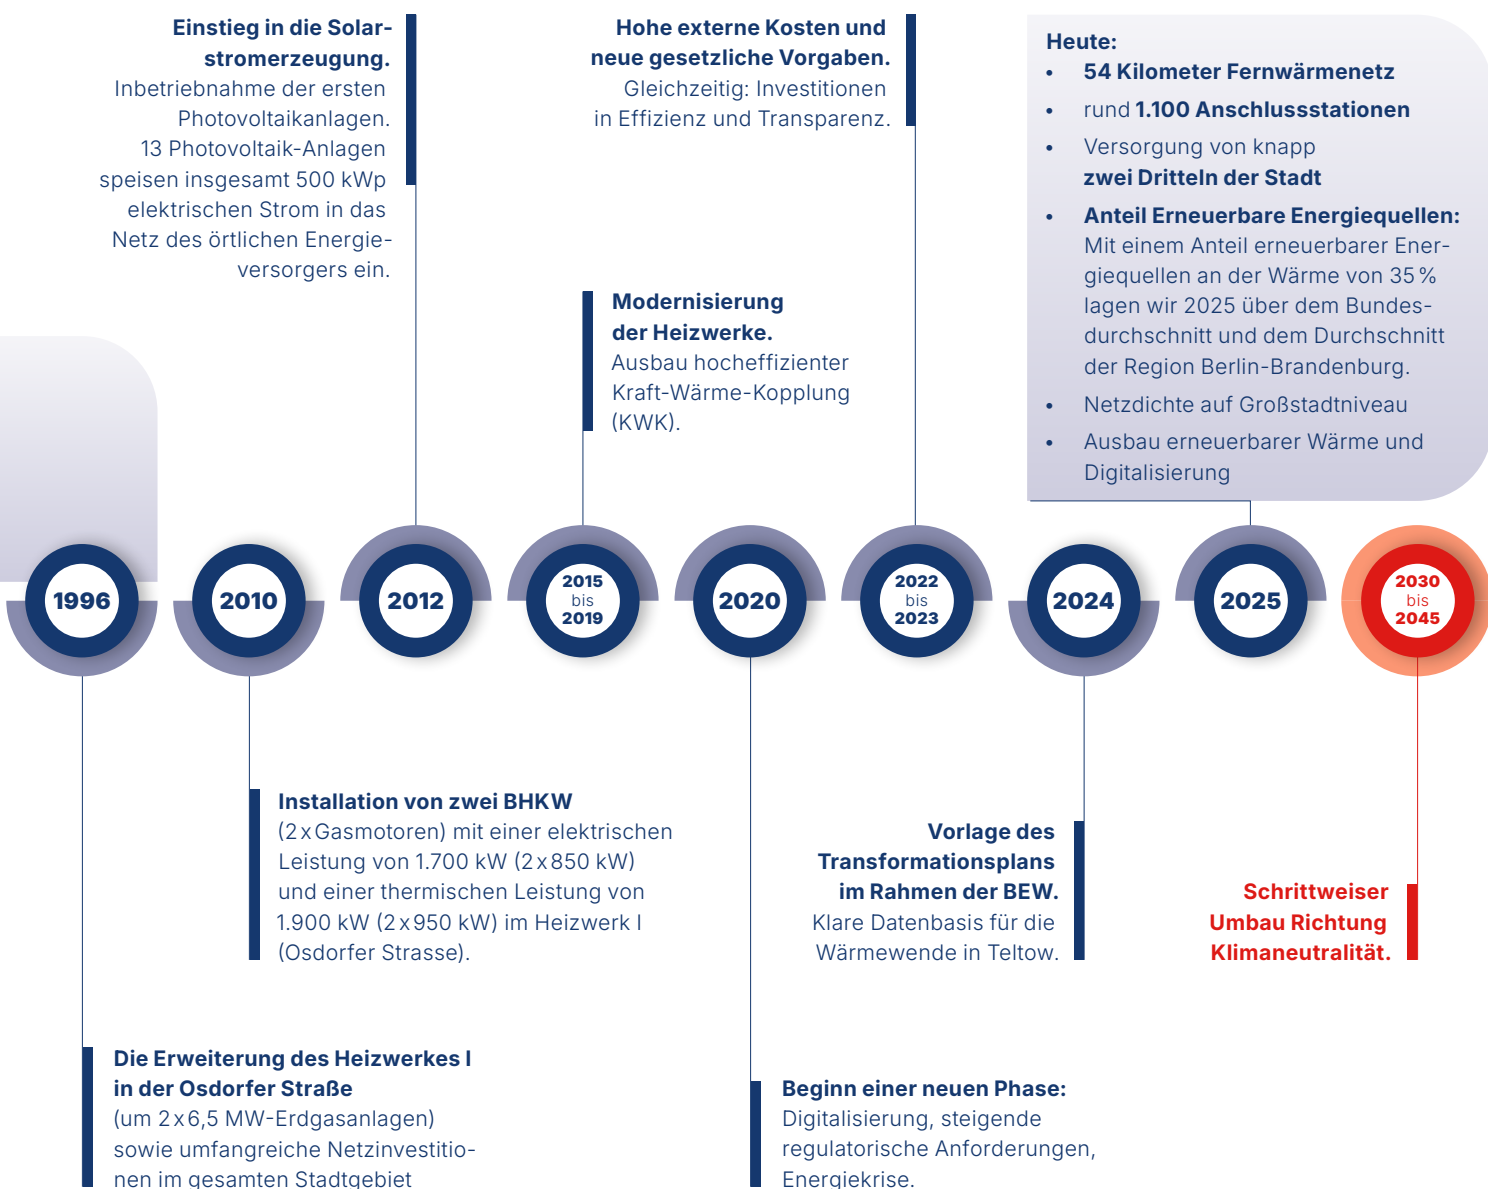 Einstieg in die Solar-
stromerzeugung.
Inbetriebnahme der ersten
Photovoltaikanlagen.
13 Photovoltaik-Anlagen
speisen insgesamt 500 kWp
elektrischen Strom in das
Netz des örtlichen Energie-
versorgers ein.
Hohe externe Kosten und
neue gesetzliche Vorgaben.
Gleichzeitig: Investitionen
in Effizienz und Transparenz.
Heute:
• 54 Kilometer Fernwärmenetz
• rund 1.100 Anschlussstationen
• Versorgung von knapp
zwei Dritteln der Stadt
• Anteil Erneuerbare Energiequellen:
Mit einem Anteil erneuerbarer Ener-
giequellen an der Wärme von 35 %
lagen wir 2025 über dem Bundes-
durchschnitt und dem Durchschnitt
der Region Berlin-Brandenburg.
• Netzdichte auf Großstadtniveau
• Ausbau erneuerbarer Wärme und
Digitalisierung
Modernisierung
der Heizwerke.
Ausbau hocheffizienter
Kraft-Wärme-Kopplung
(KWK).
1996
2010
2012
2015
bis
2019
2020
2022
bis
2023
2024
2025
2030
bis
2045
Installation von zwei BHKW
(2 x Gasmotoren) mit einer elektrischen
Leistung von 1.700 kW (2 x 850 kW)
und einer thermischen Leistung von
1.900 kW (2 x 950 kW) im Heizwerk I
(Osdorfer Strasse).
Vorlage des
Transformationsplans
im Rahmen der BEW.
Klare Datenbasis für die
Wärmewende in Teltow.
Schrittweiser
Umbau Richtung
Klimaneutralität.
Die Erweiterung des Heizwerkes I
in der Osdorfer Straße
(um 2 x 6,5 MW-Erdgasanlagen)
sowie umfangreiche Netzinvestitio-
nen im gesamten Stadtgebiet
Beginn einer neuen Phase:
Digitalisierung, steigende
regulatorische Anforderungen,
Energiekrise.